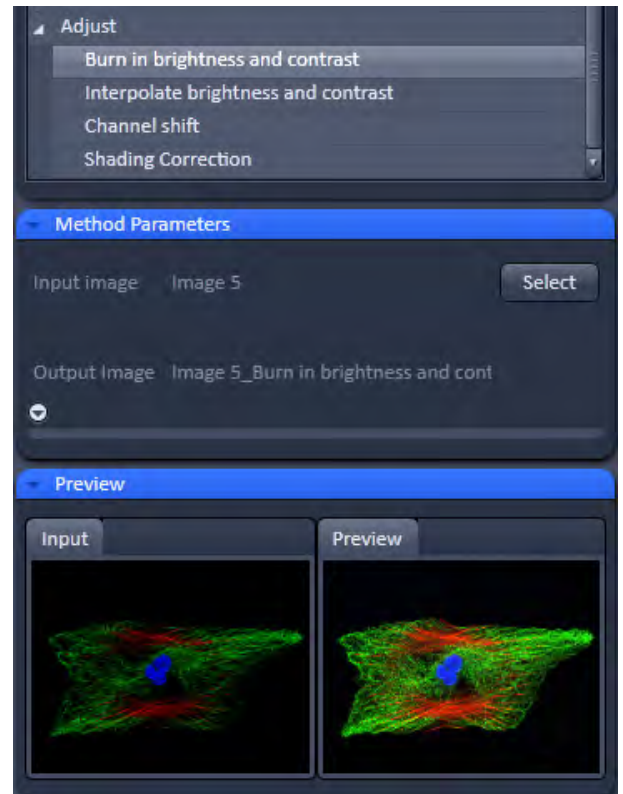 Adjust
Burn in brightness and contrast
Interpolate brightness and contrast
Channel shift
Shading Correction
Method Parameters
Input image Image 5 Select
Output Image Image 5_Burn in brightness and cont
Preview
Input Preview